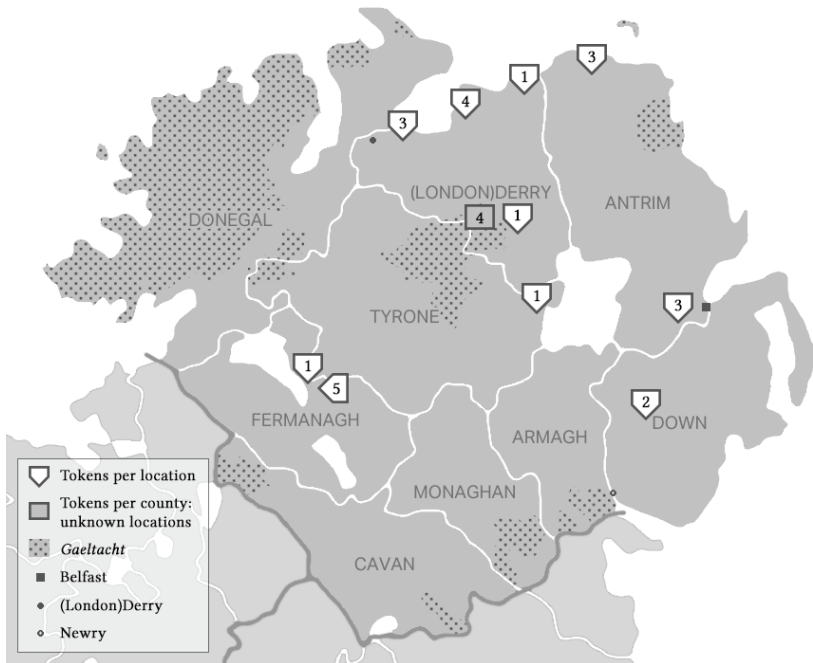 3
1
3
4
(LONDON)DERRY
ANTRIM
DONEGAL
4
1
1
3
TYRONE
1
5
FERMANAGH
2
DOWN
ARMAGH
MONAGHAN
CAVAN
Tokens per location
Tokens per county:
unknown locations
Gaeltacht
Belfast
(London)Derry
Newry